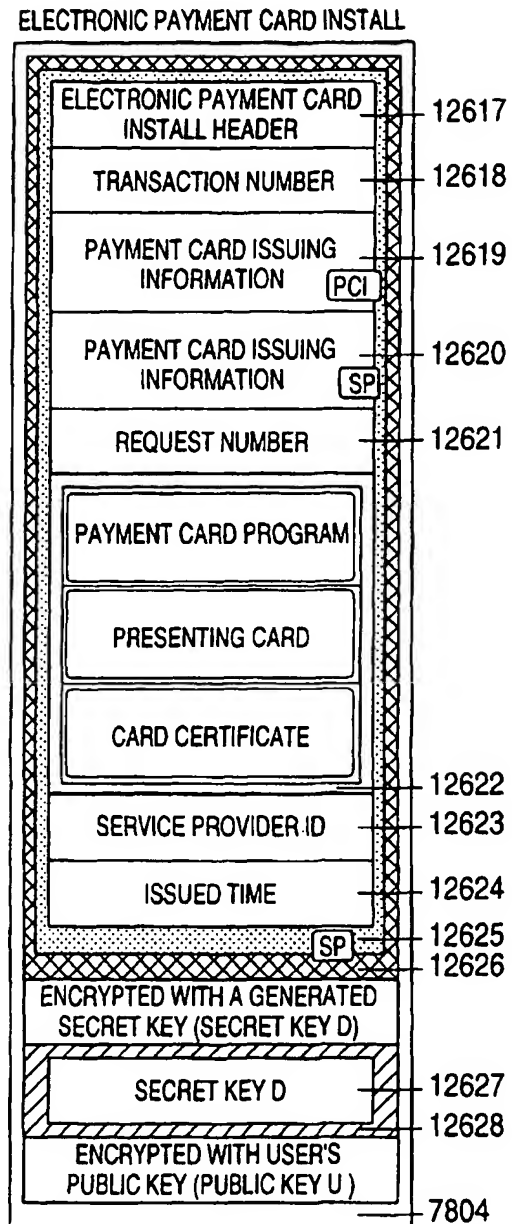 ELECTRONIC PAYMENT CARD INSTALL
ELECTRONIC PAYMENT CARD
INSTALL HEADER
12617
TRANSACTION NUMBER
12618
PAYMENT CARD ISSUING
INFORMATION
PCI
12619
PAYMENT CARD ISSUING
INFORMATION
SP
12620
REQUEST NUMBER
12621
PAYMENT CARD PROGRAM
PRESENTING CARD
CARD CERTIFICATE
12622
SERVICE PROVIDER ID
12623
ISSUED TIME
12624
SP
12625
12626
ENCRYPTED WITH A GENERATED
SECRET KEY (SECRET KEY D)
SECRET KEY D
12627
12628
ENCRYPTED WITH USER'S
PUBLIC KEY (PUBLIC KEY U )
7804